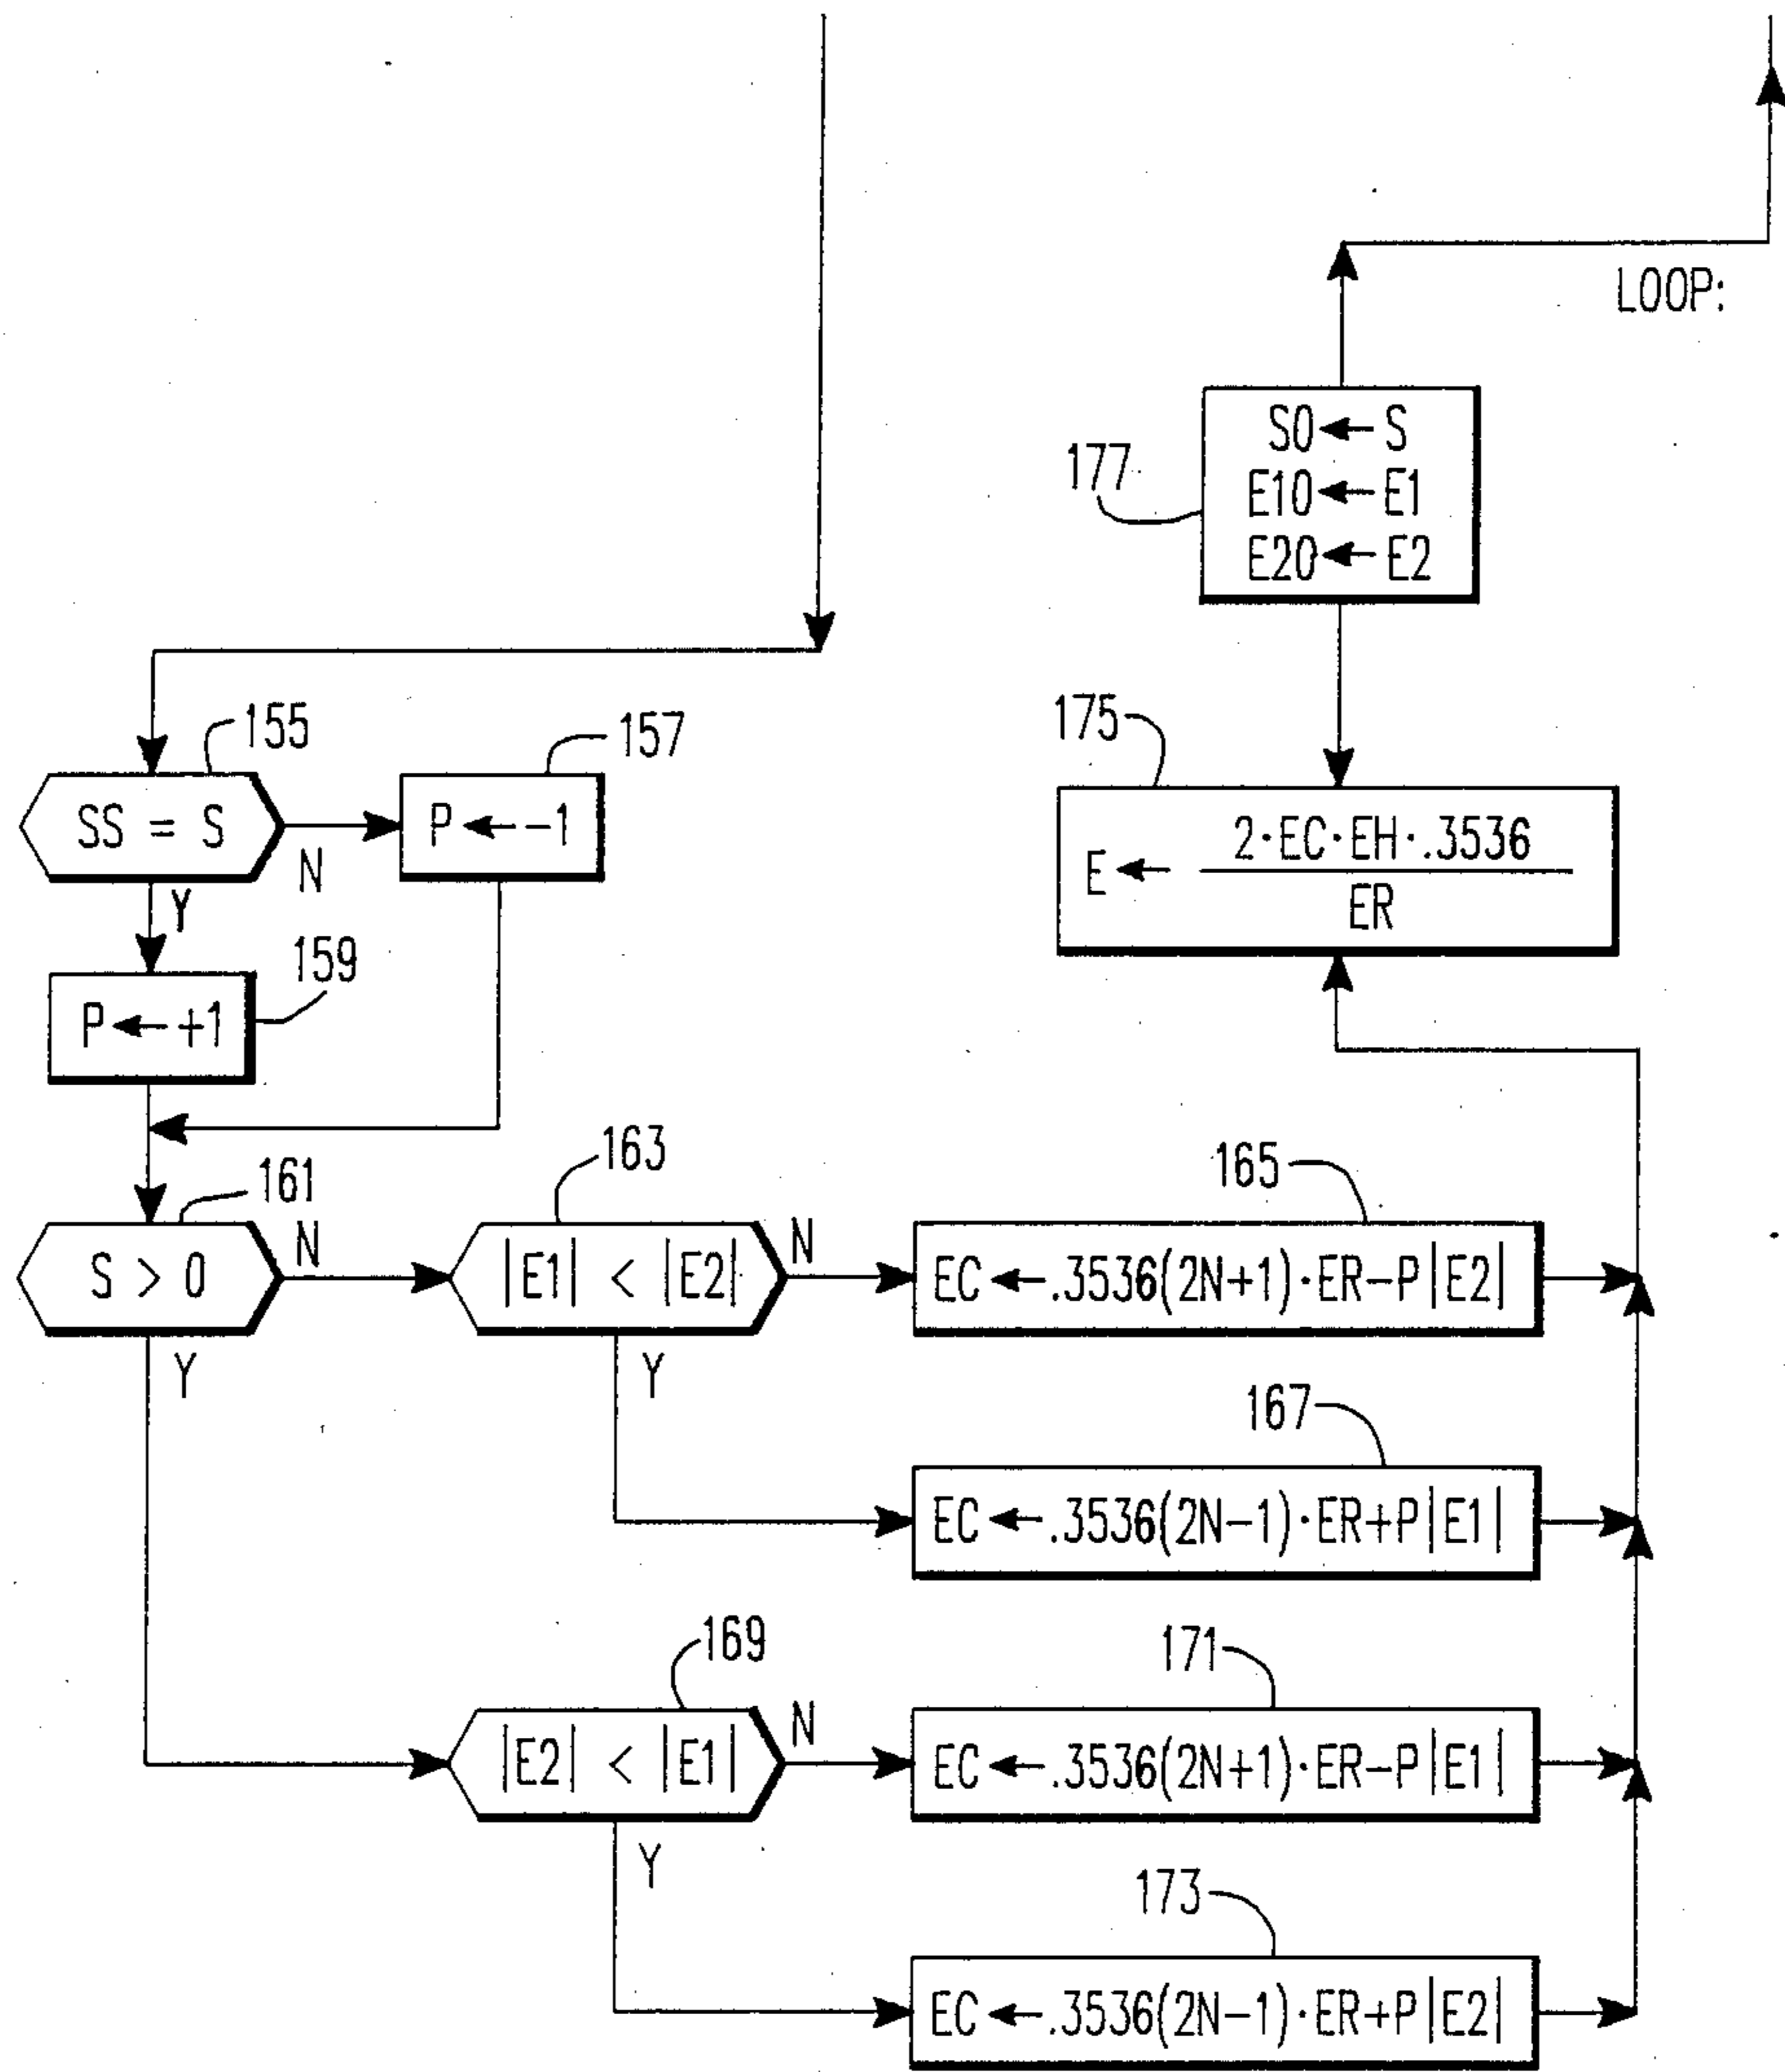 LOOP:
S0 ← S
177
E10 ← E1
E20 ← E2
155
157
175
SS = S
N
P ← -1
E ← 2·EC·EH·.3536
ER
Y
159
P ← +1
161
163
165
S > 0
N
|E1| < |E2|
N
EC ← .3536(2N+1)·ER-P|E2|
Y
Y
167
EC ← .3536(2N-1)·ER+P|E1|
169
171
|E2| < |E1|
N
EC ← .3536(2N+1)·ER-P|E1|
Y
173
EC ← .3536(2N-1)·ER+P|E2|